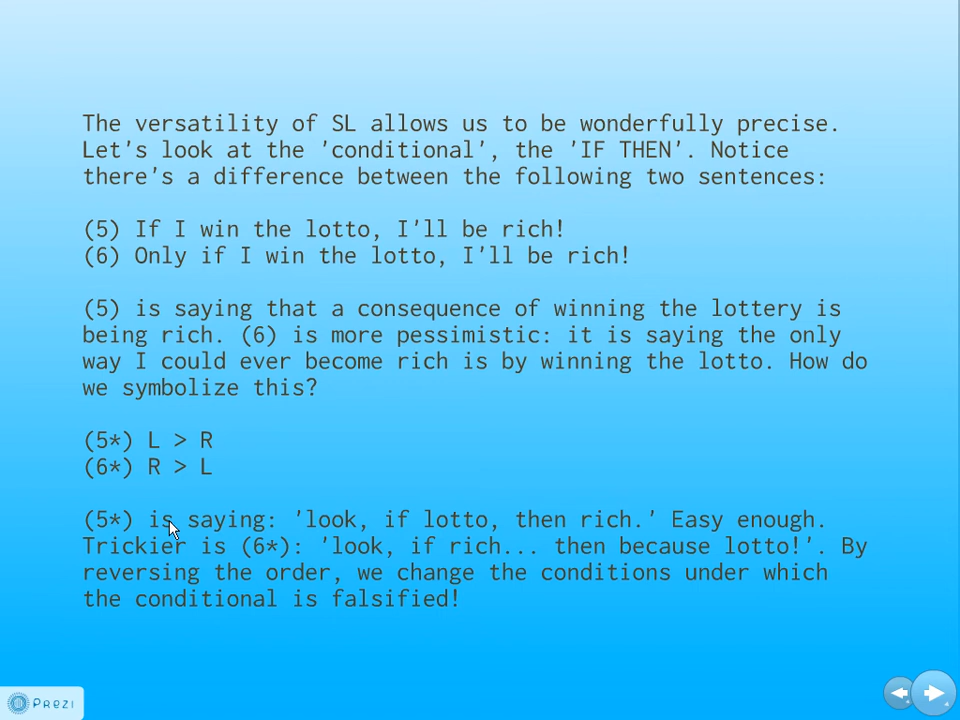 The versatility of SL allows us to be wonderfully precise.
Let's look at the 'conditional', the 'IF THEN'. Notice
there's a difference between the following two sentences:
(5) If I win the lotto, I'll be rich!
(6) Only if I win the lotto, I'll be rich!
(5) is saying that a consequence of winning the lottery is
being rich. (6) is more pessimistic: it is saying the only
way I could ever become rich is by winning the lotto. How do
we symbolize this?
(5*) L > R
(6*) R > L
(5*) is saying: 'look, if lotto, then rich.' Easy enough.
Trickier is (6*): 'look, if rich... then because lotto!'. By
reversing the order, we change the conditions under which
the conditional is falsified!
Prezi